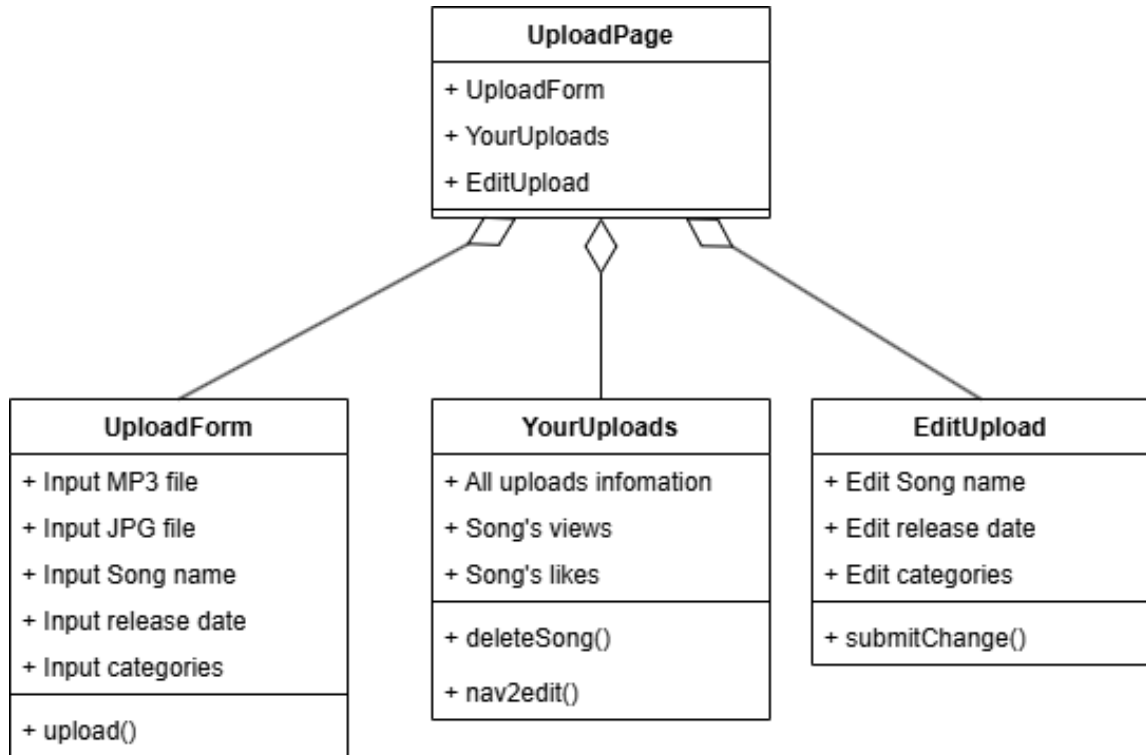 UploadPage
+ UploadForm
+ YourUploads
+ EditUpload
UploadForm
+ Input MP3 file
+ Input JPG file
+ Input Song name
+ Input release date
+ Input categories
+ upload()
YourUploads
+ All uploads infomation
+ Song's views
+ Song's likes
+ deleteSong()
+ nav2edit()
EditUpload
+ Edit Song name
+ Edit release date
+ Edit categories
+ submitChange()